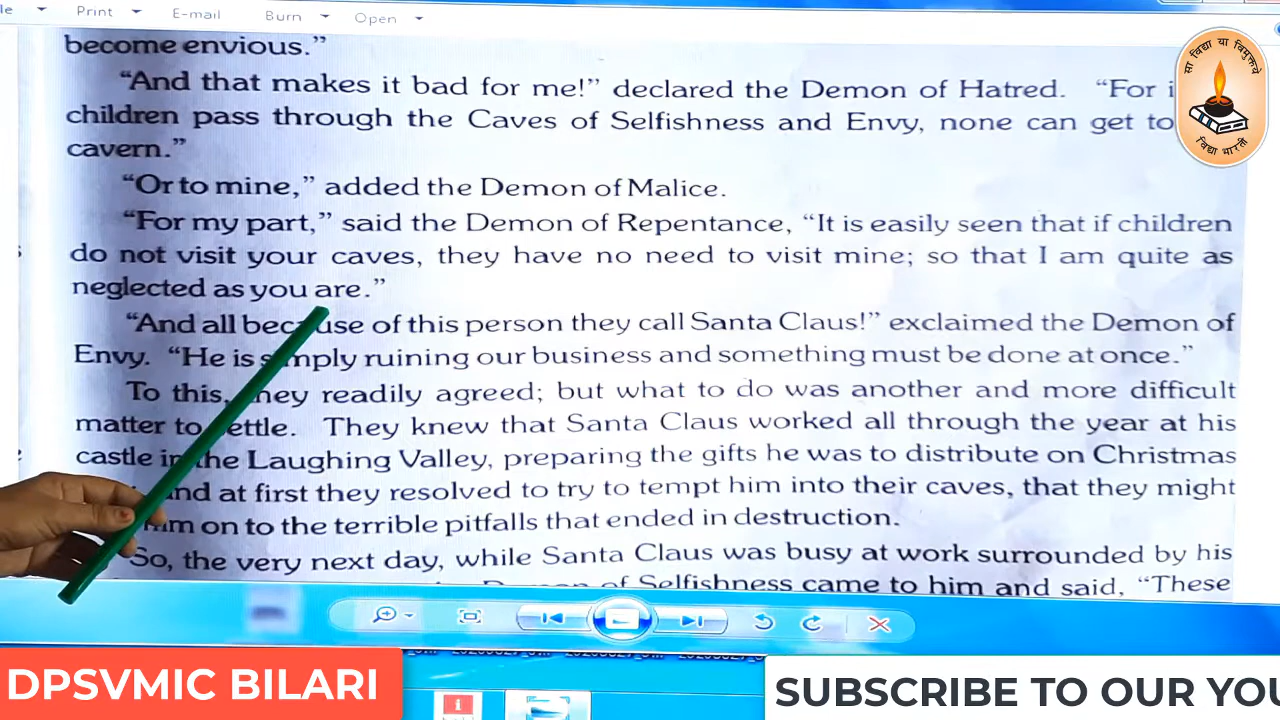 Print E-mail Burn Open
become envious.”
“And that makes it bad for me!” declared the Demon of Hatred. “For
children pass through the Caves of Selfishness and Envy, none can get to
cavern.”
“Or to mine,” added the Demon of Malice.
“For my part,” said the Demon of Repentance, “It is easily seen that if children
do not visit your caves, they have no need to visit mine; so that I am quite as
neglected as you are.”
“And all because of this person they call Santa Claus!” exclaimed the Demon of
Envy. “He is simply ruining our business and something must be done at once.”
To this, they readily agreed; but what to do was another and more difficult
matter to settle. They knew that Santa Claus worked all through the year at his
castle in the Laughing Valley, preparing the gifts he was to distribute on Christmas
and at first they resolved to try to tempt him into their caves, that they might
him on to the terrible pitfalls that ended in destruction.
So, the very next day, while Santa Claus was busy at work surrounded by his
of Selfishness came to him and said, “These
सा विद्या या विमुक्तये
विद्या भारती
DPSVMIC BILARI
SUBSCRIBE TO OUR YOU